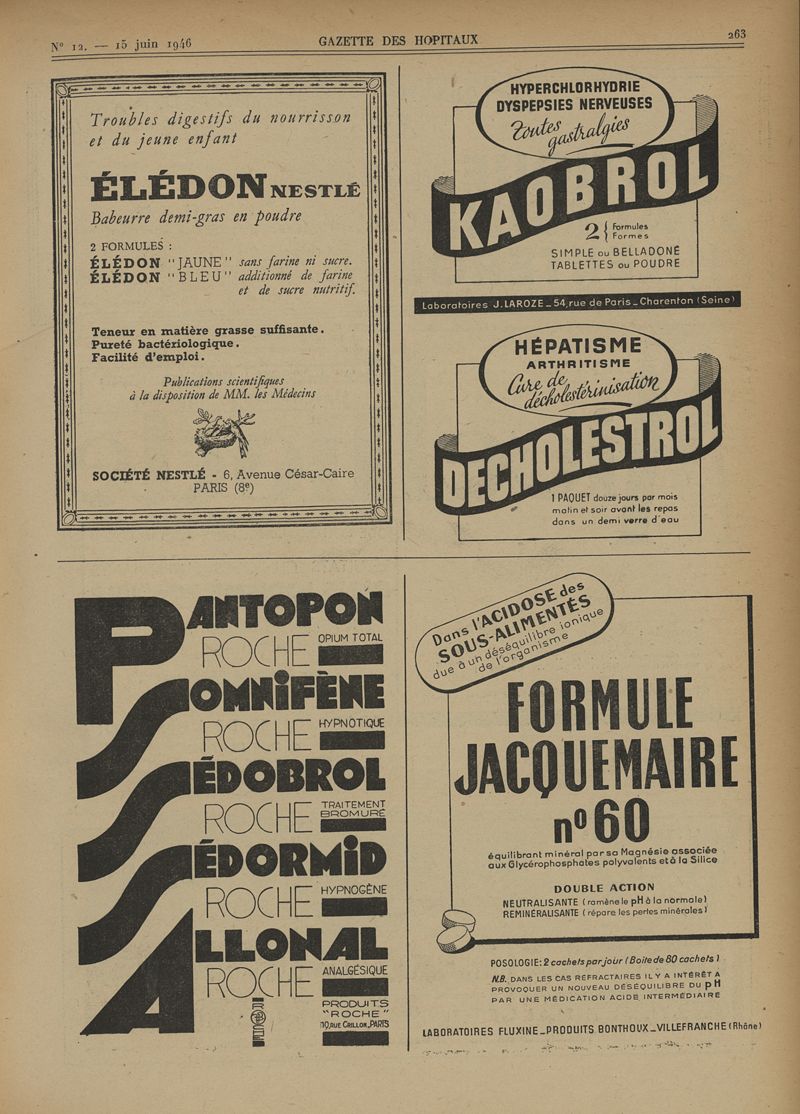 N° 12. — 15 juin 1946
GAZETTE DES HOPITAUX
263
Troubles digestifs du nourrisson
et du jeune enfant
ÉLÉDON NESTLÉ
Babeurre demi-gras en poudre
2 FORMULES :
ÉLÉDON "JAUNE" sans farine ni sucre.
ÉLÉDON "BLEU" additionné de farine
et de sucre nutritif.
Teneur en matière grasse suffisante.
Pureté bactériologique.
Facilité d'emploi.
Publications scientifiques
à la disposition de MM. les Médecins
SOCIÉTÉ NESTLÉ - 6, Avenue César-Caire
PARIS (8e)
HYPERCHLORHYDRIE
DYSPEPSIES NERVEUSES
Toutes
gastralgies
KAOBROL
2 { Formules
Formes
SIMPLE ou BELLADONÉ
TABLETTES ou POUDRE
Laboratoires J. LAROZE _ 54, rue de Paris _ Charenton (Seine)
HÉPATISME
ARTHRITISME
Cure de
décholestérinisation
DECHOLESTROL
1 PAQUET douze jours par mois
matin et soir avant les repas
dans un demi verre d'eau
PANTOPON
ROCHE OPIUM TOTAL
SOMNIFÈNE
ROCHE HYPNOTIQUE
SÉDOBROL
ROCHE TRAITEMENT
BROMURÉ
SÉDORMID
ROCHE HYPNOGÈNE
ALLONAL
ROCHE ANALGÉSIQUE
ROCHE
PRODUITS
"ROCHE"
10, RUE CRILLON, PARIS
Dans l'ACIDOSE des
SOUS-ALIMENTÉS
due à un déséquilibre ionique
de l'organisme
FORMULE
JACQUEMAIRE
n° 60
équilibrant minéral par sa Magnésie associée
aux Glycérophosphates polyvalents et à la Silice
DOUBLE ACTION
NEUTRALISANTE (ramène le pH à la normale)
REMINÉRALISANTE (répare les pertes minérales)
POSOLOGIE: 2 cachets par jour (Boite de 80 cachets)
N.B. DANS LES CAS REFRACTAIRES IL Y A INTÉRÊT A
PROVOQUER UN NOUVEAU DÉSÉQUILIBRE DU pH
PAR UNE MÉDICATION ACIDE INTERMÉDIAIRE
LABORATOIRES FLUXINE _ PRODUITS BONTHOUX _ VILLEFRANCHE (Rhône)